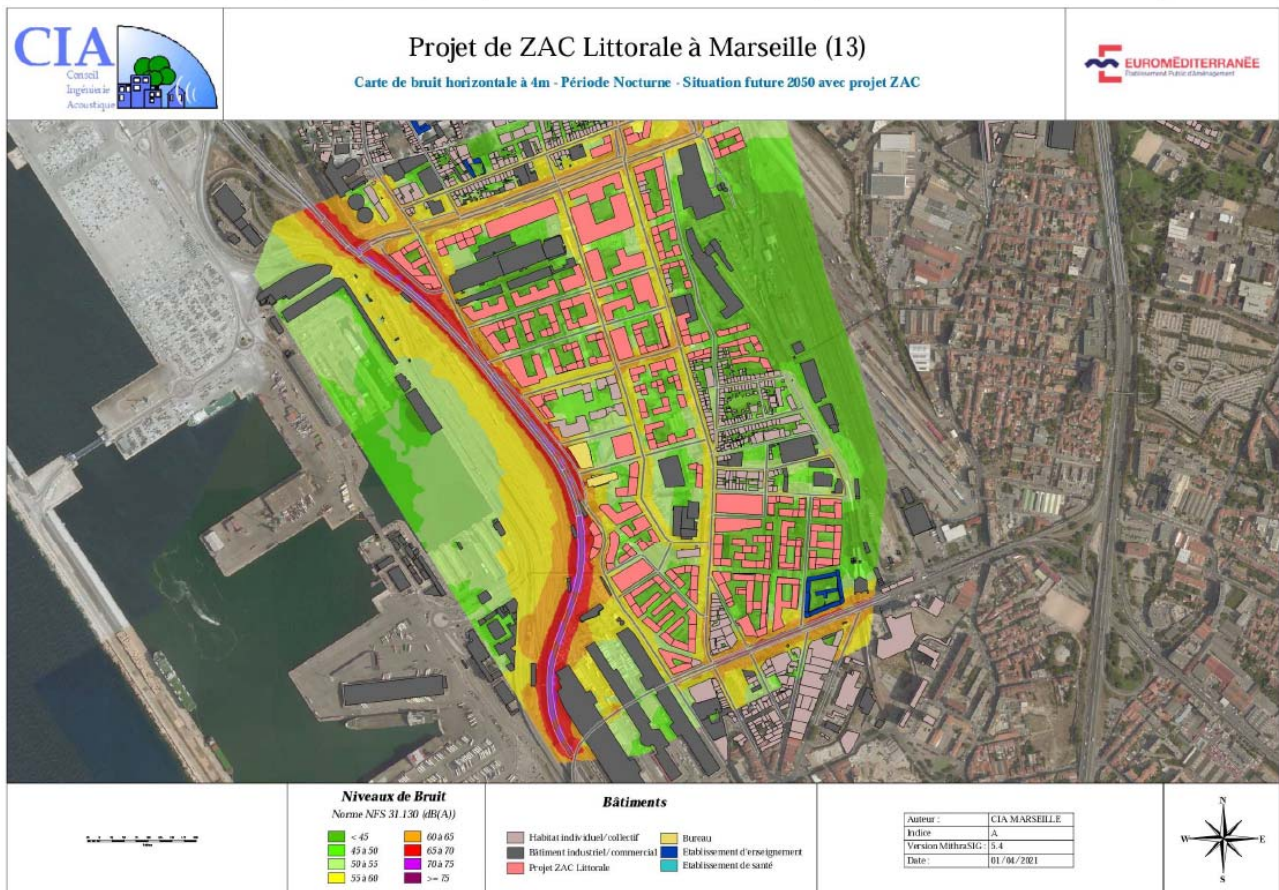 CIA
Conseil
Ingénierie
Acoustique
Projet de ZAC Littorale à Marseille (13)
Carte de bruit horizontale à 4m - Période Nocturne - Situation future 2050 avec projet ZAC
EUROMÉDITERRANÉE
Etablissement Public d'Aménagement
Niveaux de Bruit
Norme NFS 31.130 (dB(A))
< 45
45 à 50
50 à 55
55 à 60
60 à 65
65 à 70
70 à 75
>= 75
Bâtiments
Habitat individuel/collectif
Bâtiment industriel/commercial
Projet ZAC Littorale
Bureau
Etablissement d'enseignement
Etablissement de santé
Auteur : CIA MARSEILLE
Indice A
Version MithraSIG : 5.4
Date : 01/04/2021
N
W E
S